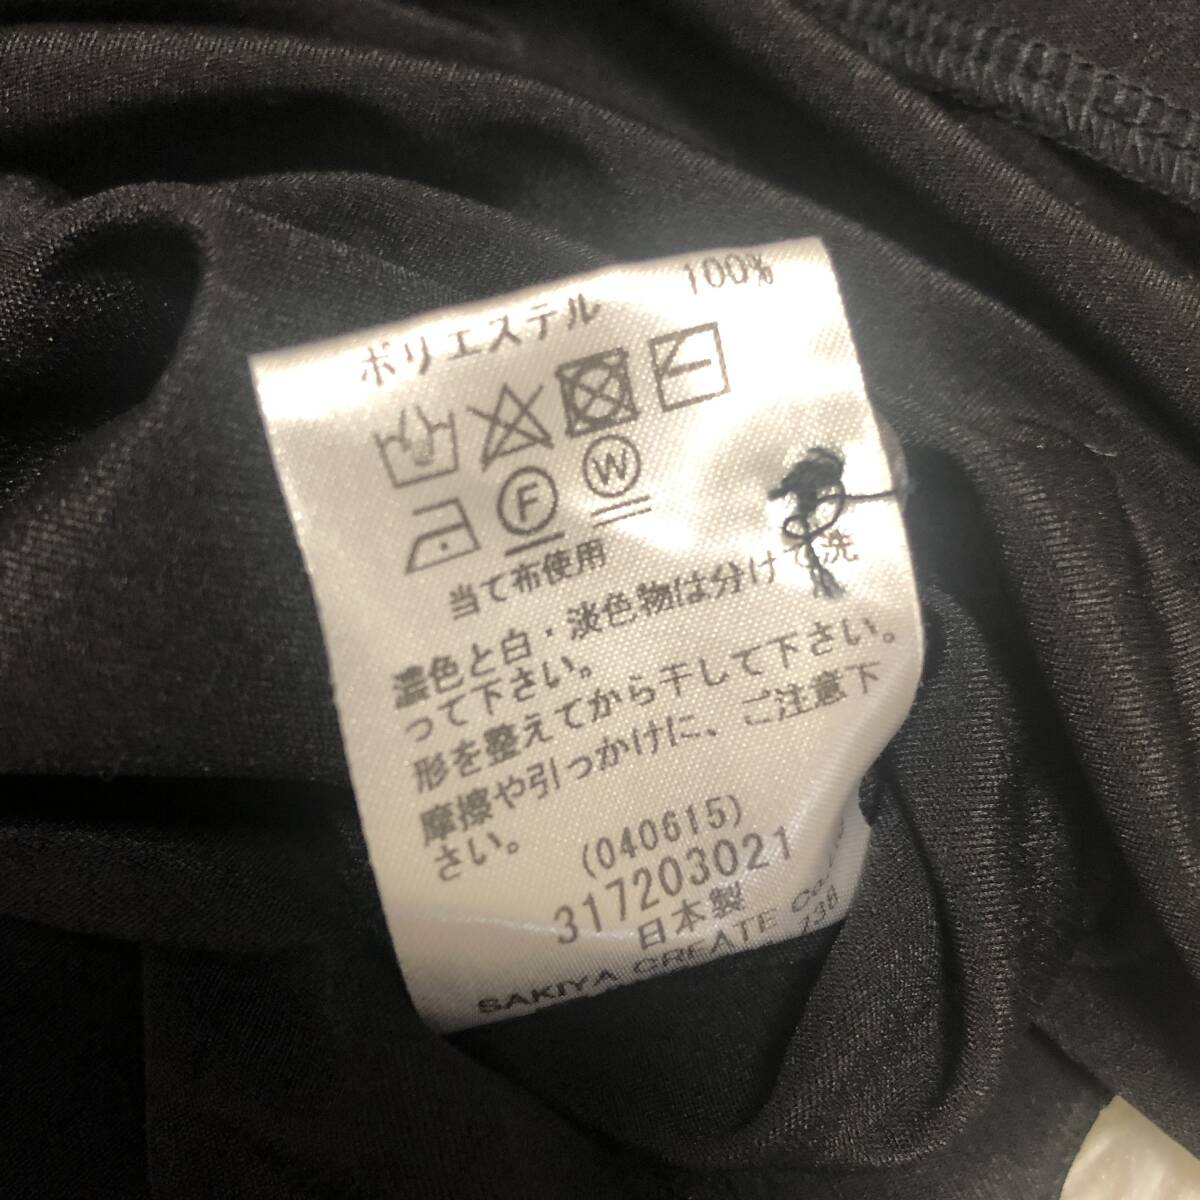 ポリエステル 100%
F W
当て布使用
濃色と白・淡色物は分けて洗
って下さい。
形を整えてから干して下さい。
摩擦や引っかけに、ご注意下
さい。
(040615)
317203021
日本製
SAKIYA CREATE Co.